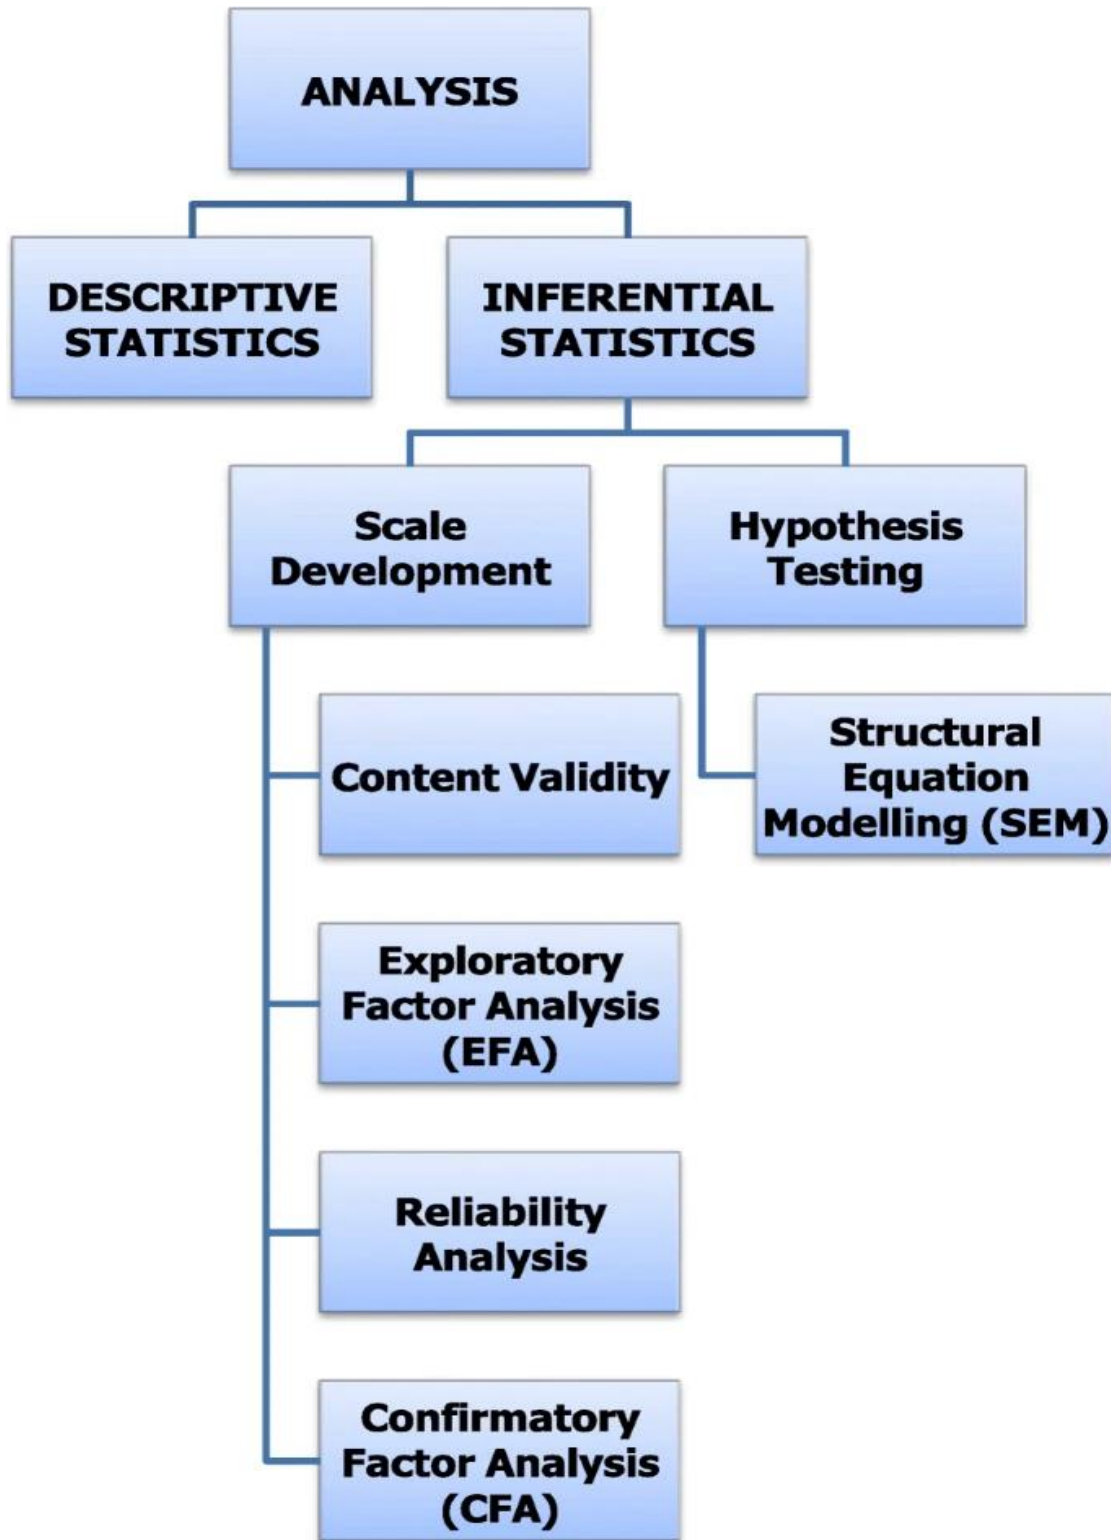 ANALYSIS
DESCRIPTIVE
STATISTICS
INFERENTIAL
STATISTICS
Scale
Development
Hypothesis
Testing
Content Validity
Structural
Equation
Modelling (SEM)
Exploratory
Factor Analysis
(EFA)
Reliability
Analysis
Confirmatory
Factor Analysis
(CFA)